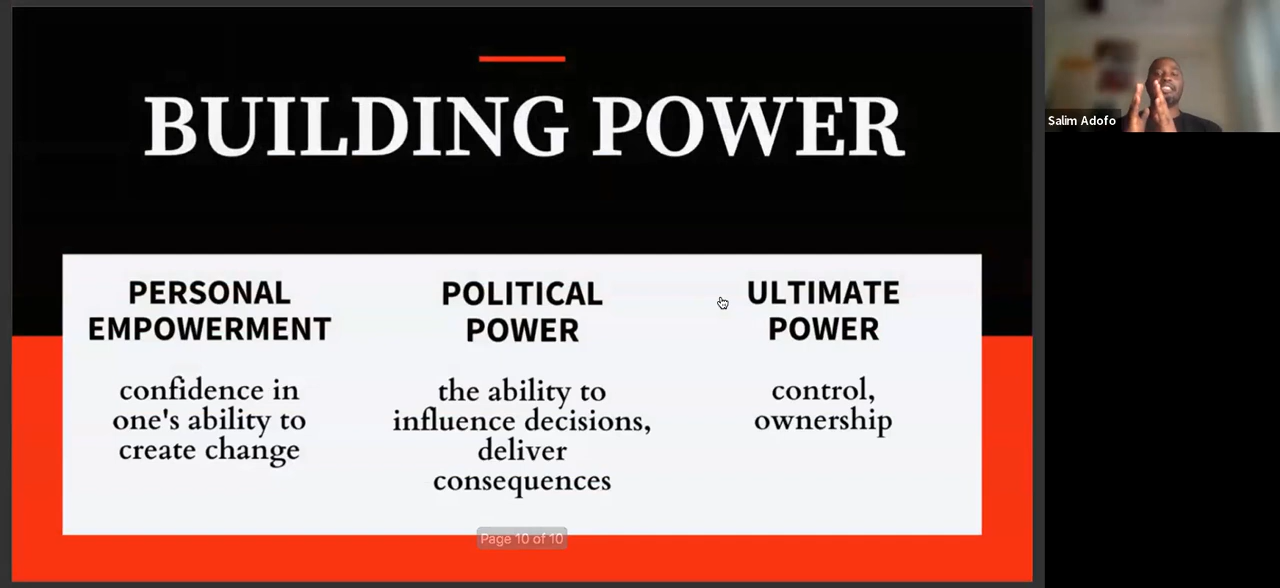 BUILDING POWER
PERSONAL
EMPOWERMENT
confidence in
one's ability to
create change
POLITICAL
POWER
the ability to
influence decisions,
deliver
consequences
ULTIMATE
POWER
control,
ownership
Page 10 of 10
Salim Adofo